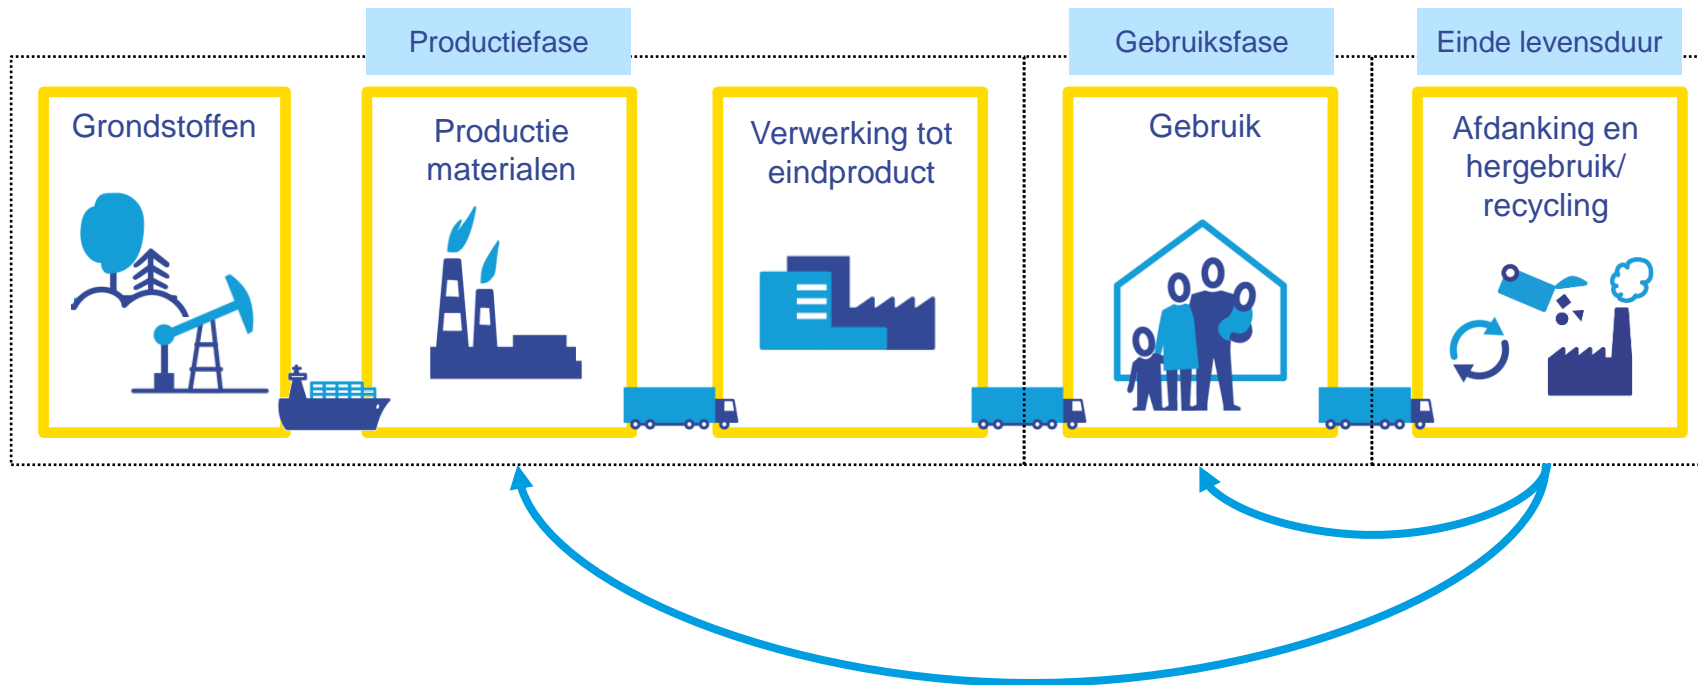 Productiefase
Gebruiksfase
Einde levensduur
Grondstoffen
Productie
materialen
Verwerking tot
eindproduct
Gebruik
Afdanking en
hergebruik/
recycling